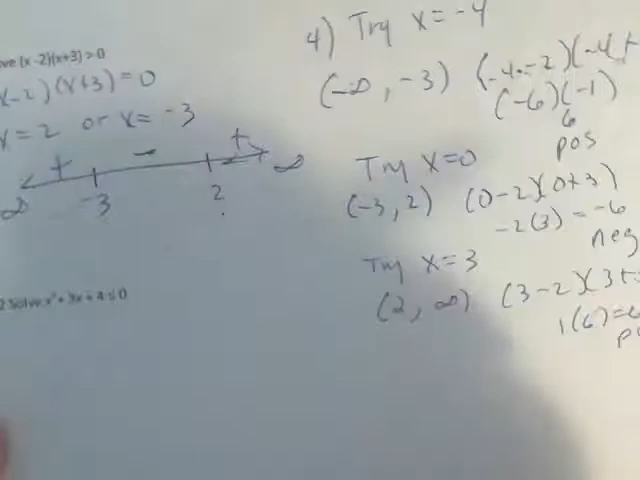 ve (x -2)(x+3) > 0
x-2) (x+3) = 0
x = 2 or x = -3
+ - +
∞ -3 2 ∞
2 Solve x² + 3x + 4 ≤ 0
4) Try x = -4
(-∞, -3) (-4 - 2)(-4 +
(-6)(-1)
6
pos
Try x=0
(-3, 2) (0-2)(0+3)
-2(3) = -6
neg
Try x = 3
(2, ∞) (3-2)(3+
1(6)=6
po